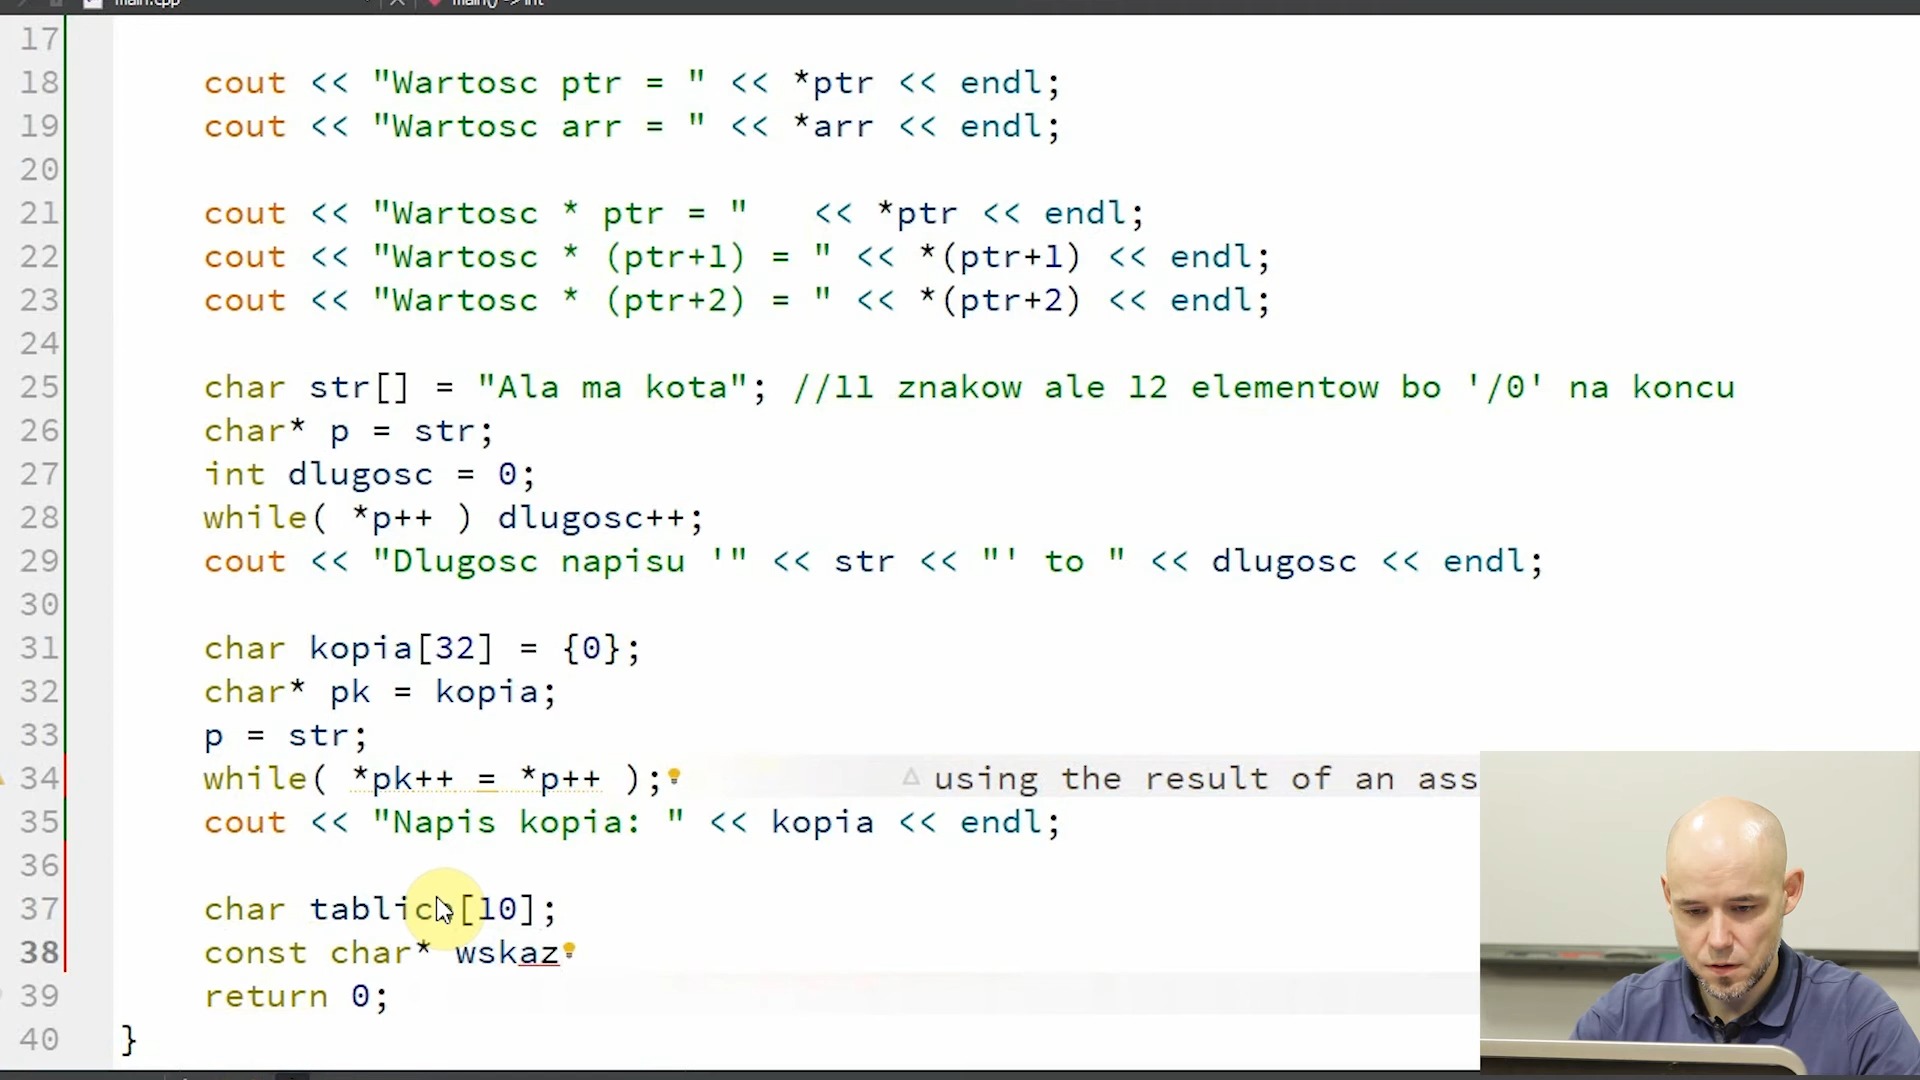 17
18 cout << "Wartosc ptr = " << *ptr << endl;
19 cout << "Wartosc arr = " << *arr << endl;
20
21 cout << "Wartosc * ptr = "   << *ptr << endl;
22 cout << "Wartosc * (ptr+1) = " << *(ptr+1) << endl;
23 cout << "Wartosc * (ptr+2) = " << *(ptr+2) << endl;
24
25 char str[] = "Ala ma kota"; //11 znakow ale 12 elementow bo '/0' na koncu
26 char* p = str;
27 int dlugosc = 0;
28 while( *p++ ) dlugosc++;
29 cout << "Dlugosc napisu '" << str << "' to " << dlugosc << endl;
30
31 char kopia[32] = {0};
32 char* pk = kopia;
33 p = str;
34 while( *pk++ = *p++ ); using the result of an ass
35 cout << "Napis kopia: " << kopia << endl;
36
37 char tablica[10];
38 const char* wskaz
39 return 0;
40 }